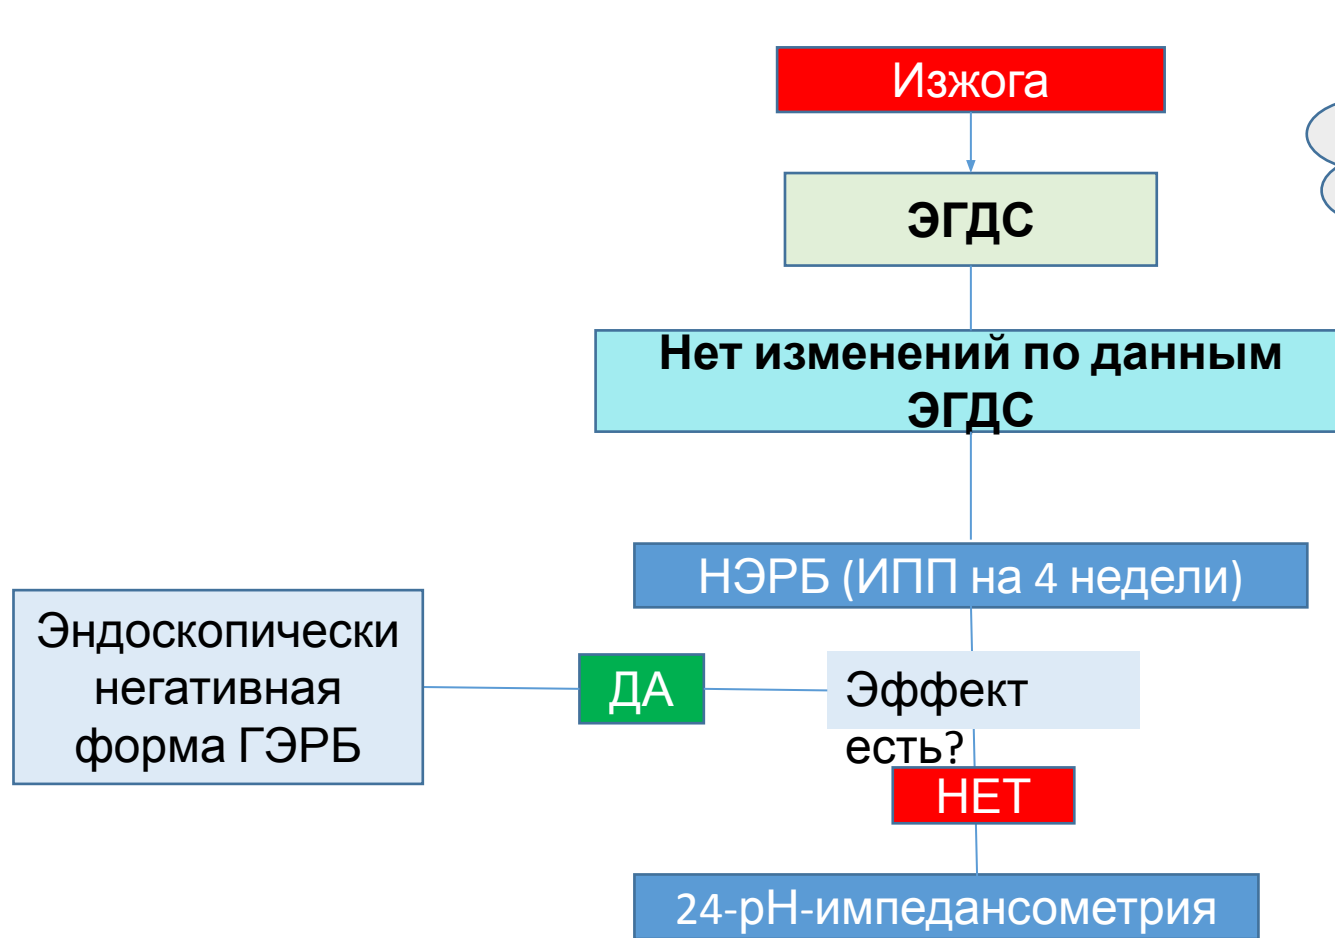 Изжога
ЭГДС
Нет изменений по данным
ЭГДС
НЭРБ (ИПП на 4 недели)
Эндоскопически
негативная
форма ГЭРБ
ДА
Эффект
есть?
НЕТ
24-рН-импедансометрия